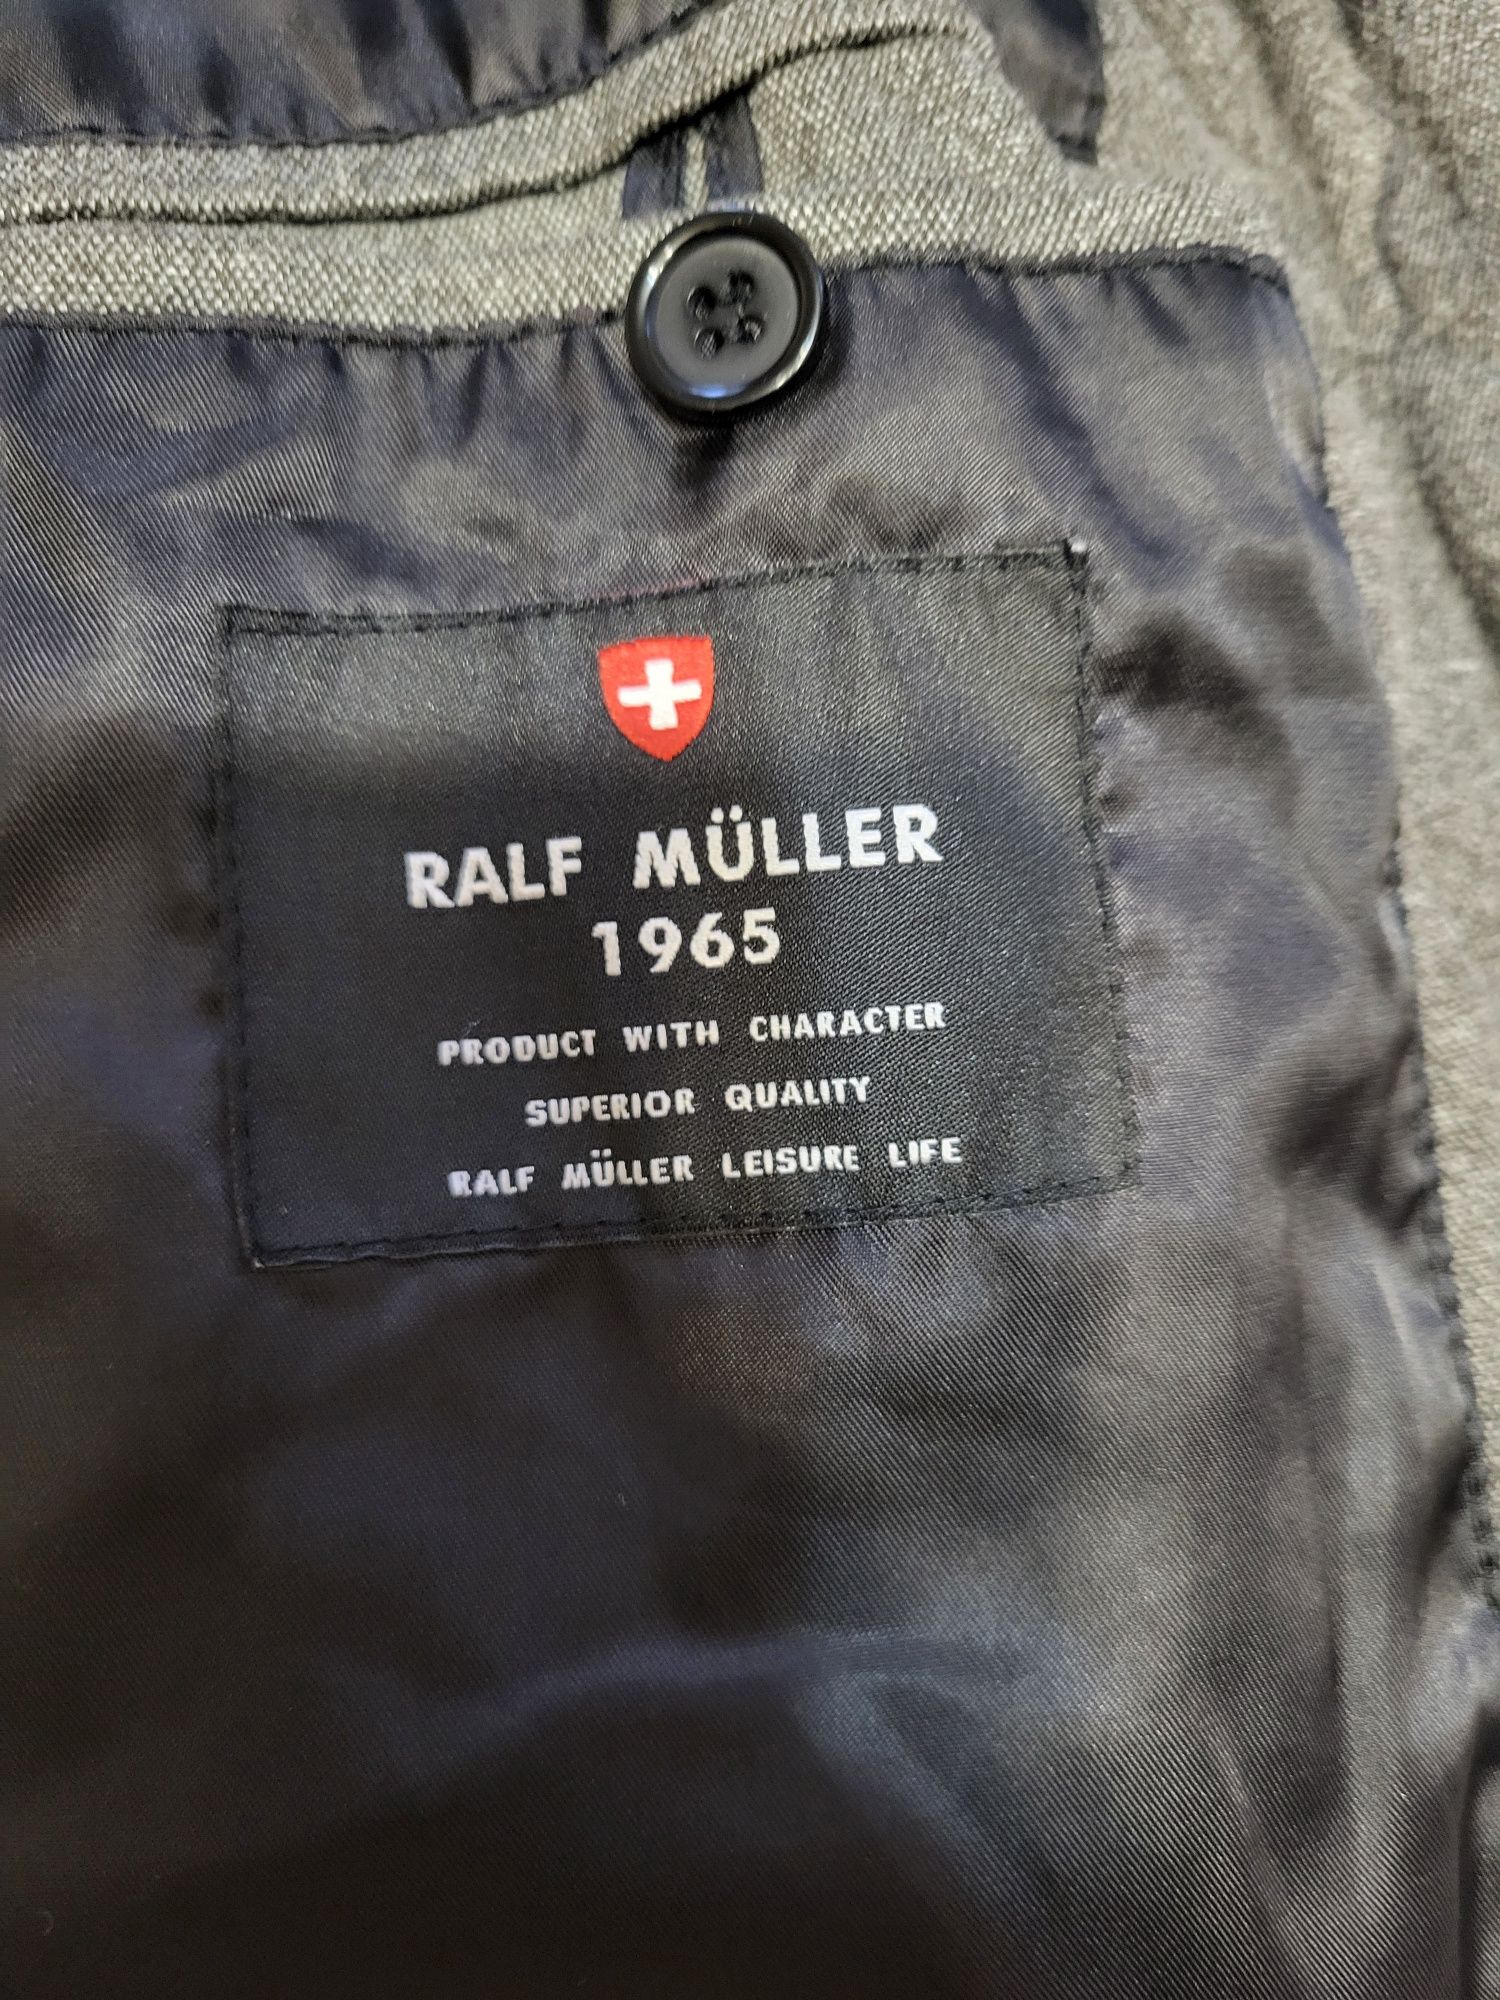 RALF MÜLLER
1965
PRODUCT WITH CHARACTER
SUPERIOR QUALITY
RALF MÜLLER LEISURE LIFE